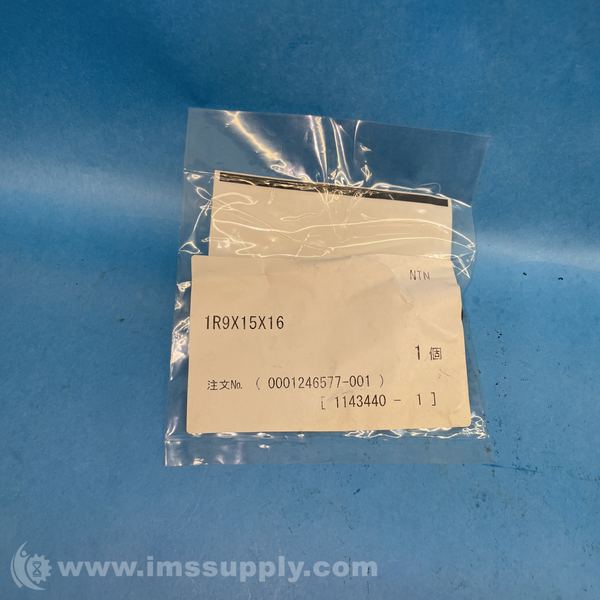 NTN
1R9X15X16
1個
注文No. ( 0001246577-001 )
[ 1143440 - 1 ]
www.imssupply.com